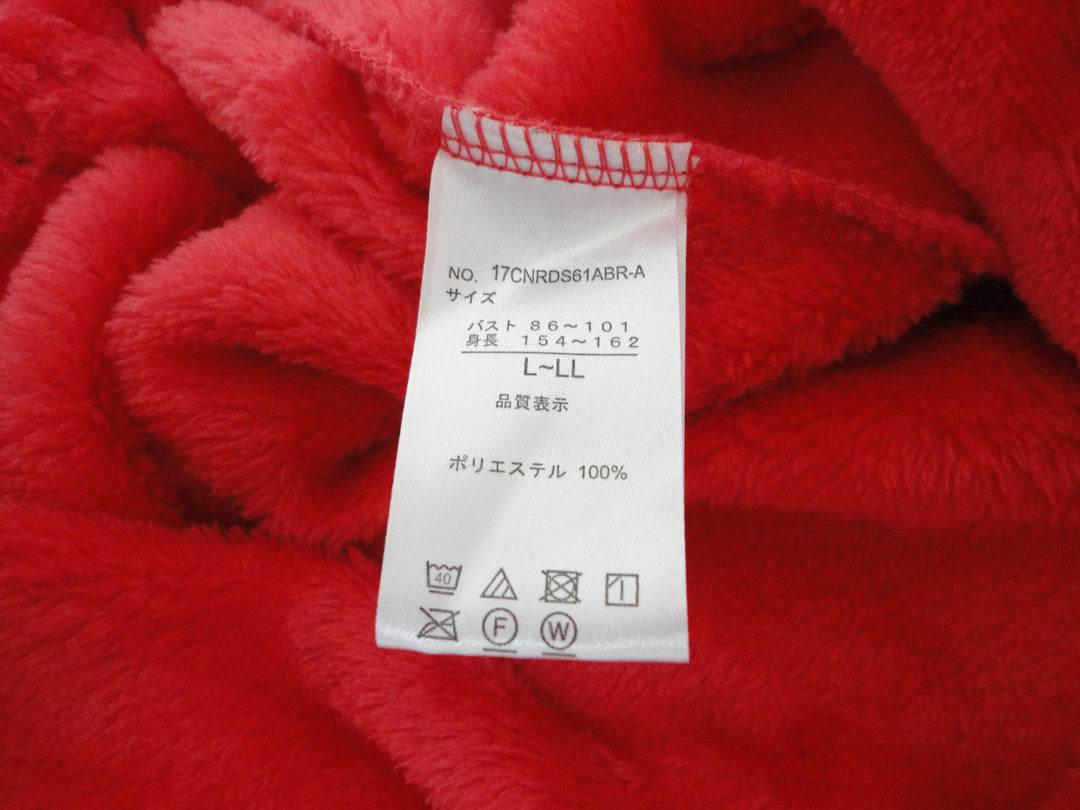 NO. 17CNRDS61ABR-A
サイズ
バスト 86～101
身長 154～162
L~LL
品質表示
ポリエステル 100%
40
F W